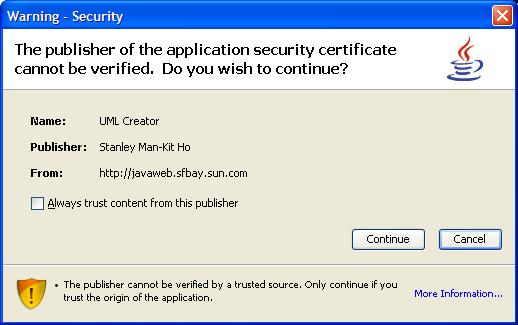 Warning - Security
The publisher of the application security certificate
cannot be verified.  Do you wish to continue?
Name: UML Creator
Publisher: Stanley Man-Kit Ho
From: http://javaweb.sfbay.sun.com
Always trust content from this publisher
Continue Cancel
• The publisher cannot be verified by a trusted source. Only continue if you
trust the origin of the application.
More Information...